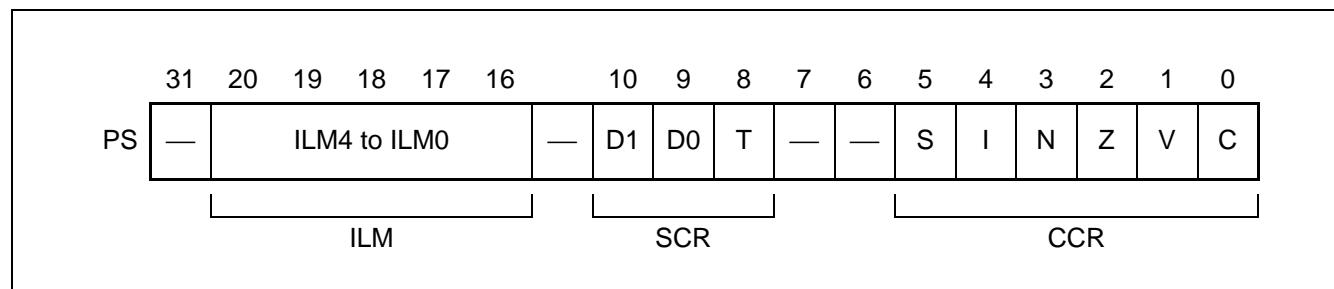 31 20 19 18 17 16 10 9 8 7 6 5 4 3 2 1 0
PS — ILM4 to ILM0 — D1 D0 T — — S I N Z V C
ILM SCR CCR